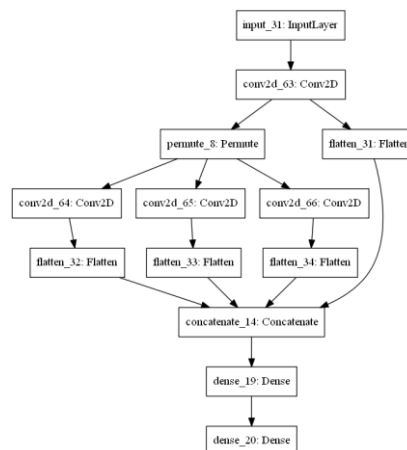 input_31: InputLayer
conv2d_63: Conv2D
permute_8: Permute
flatten_31: Flatten
conv2d_64: Conv2D
conv2d_65: Conv2D
conv2d_66: Conv2D
flatten_32: Flatten
flatten_33: Flatten
flatten_34: Flatten
concatenate_14: Concatenate
dense_19: Dense
dense_20: Dense